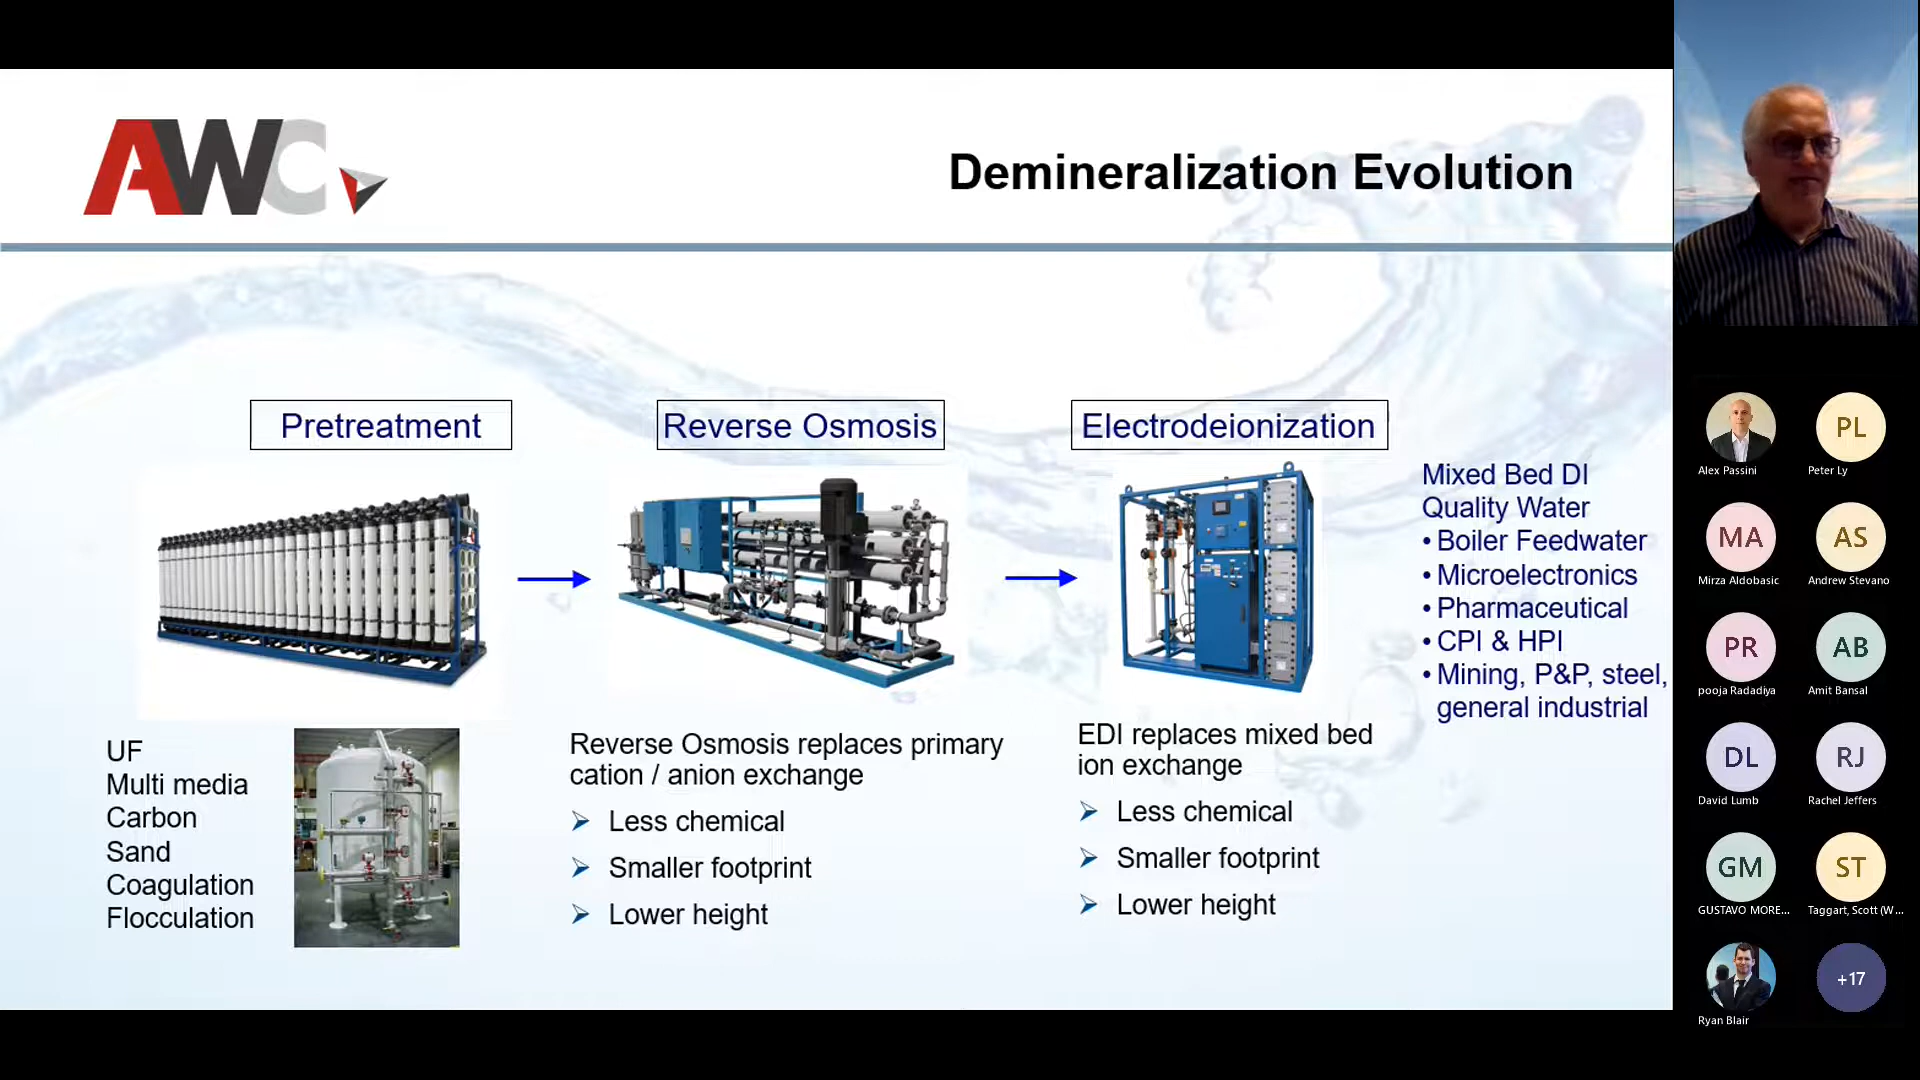 AWC
Demineralization Evolution
Pretreatment
Reverse Osmosis
Electrodeionization
Mixed Bed DI
Quality Water
• Boiler Feedwater
• Microelectronics
• Pharmaceutical
• CPI & HPI
• Mining, P&P, steel,
general industrial
UF
Multi media
Carbon
Sand
Coagulation
Flocculation
Reverse Osmosis replaces primary
cation / anion exchange
Less chemical
Smaller footprint
Lower height
EDI replaces mixed bed
ion exchange
Less chemical
Smaller footprint
Lower height
Alex Passini
PL
Peter Ly
MA
Mirza Aldobasic
AS
Andrew Stevano
PR
pooja Radadiya
AB
Amit Bansal
DL
David Lumb
RJ
Rachel Jeffers
GM
GUSTAVO MORE...
ST
Taggart, Scott (W...
Ryan Blair
+17